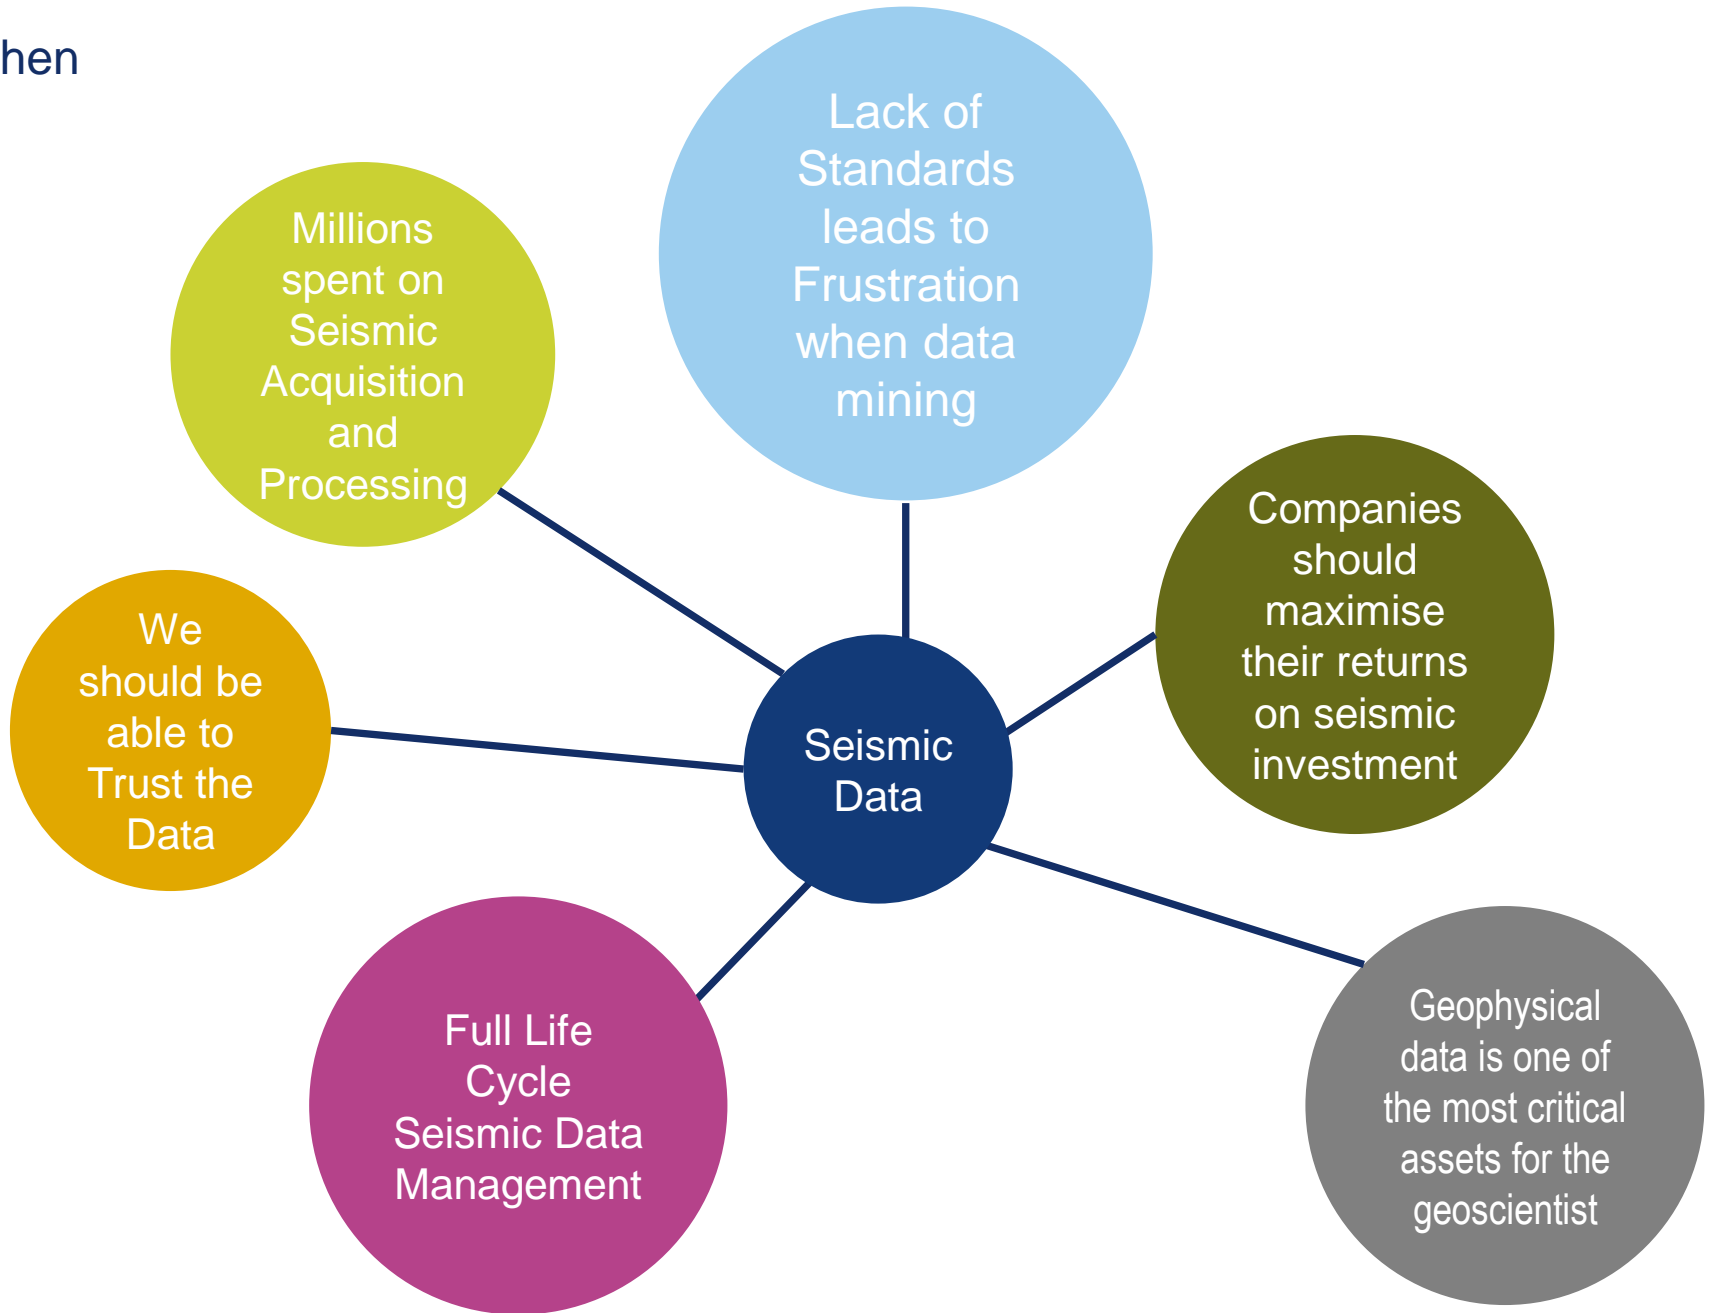 hen
Lack of
Standards
leads to
Frustration
when data
mining
Millions
spent on
Seismic
Acquisition
and
Processing
Companies
should
maximise
their returns
on seismic
investment
We
should be
able to
Trust the
Data
Seismic
Data
Full Life
Cycle
Seismic Data
Management
Geophysical
data is one of
the most critical
assets for the
geoscientist